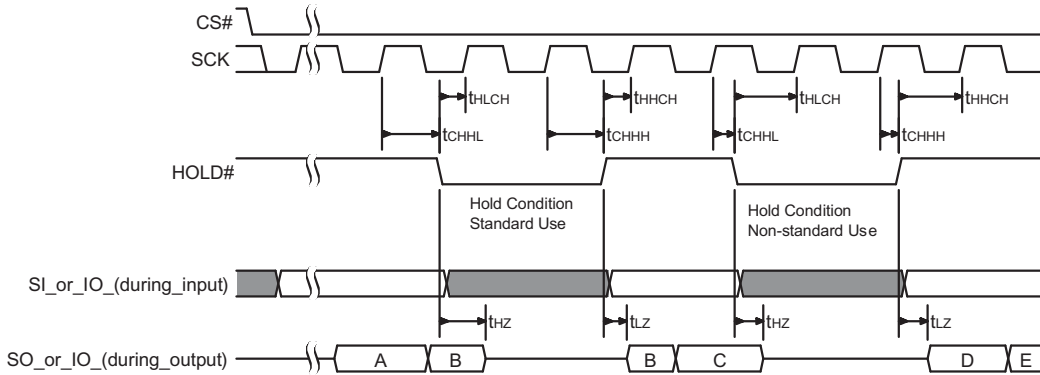 CS#
SCK
tHLCH tHHCH tHLCH tHHCH
tCHHL tCHHH tCHHL tCHHH
HOLD#
Hold Condition
Standard Use
Hold Condition
Non-standard Use
SI_or_IO_(during_input)
tHZ tLZ tHZ tLZ
SO_or_IO_(during_output)
A B B C D E